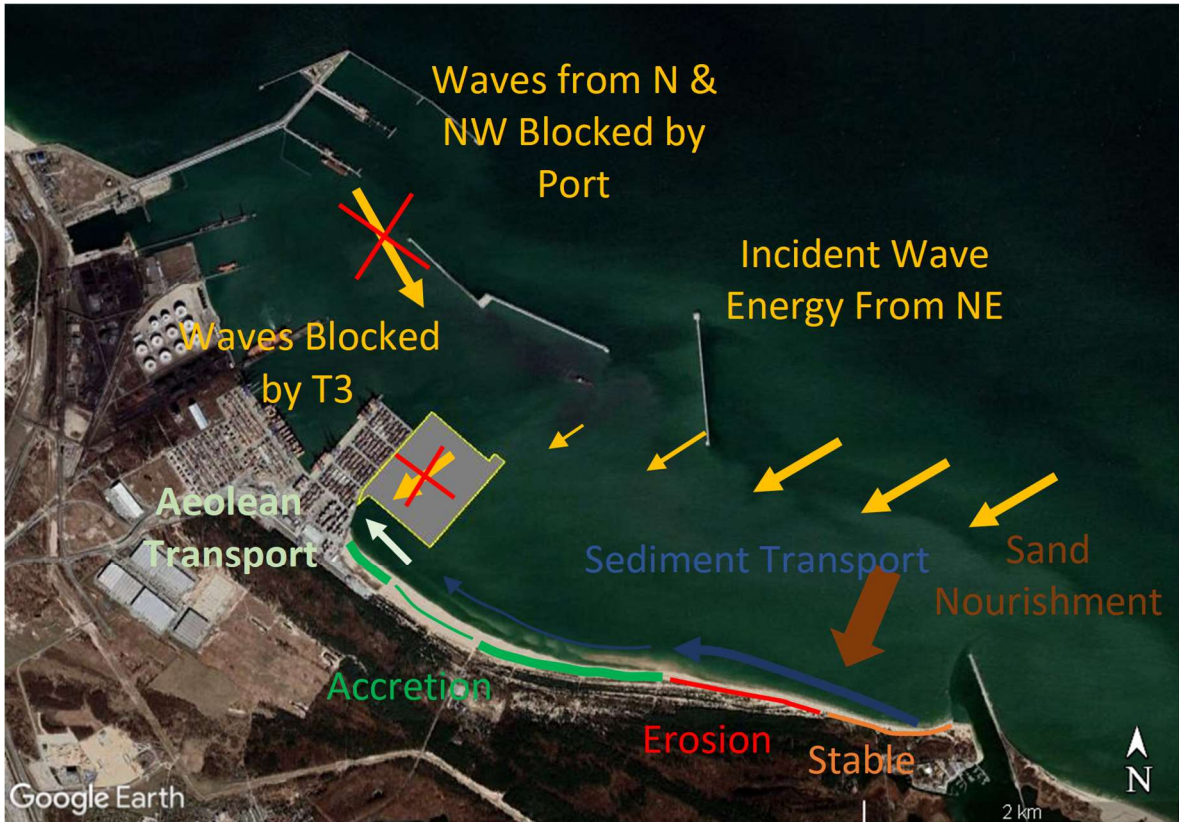 Waves from N &
NW Blocked by
Port
Incident Wave
Energy From NE
Waves Blocked
by T3
Aeolean
Transport
Sediment Transport
Sand
Nourishment
Accretion
Erosion
Stable
N
Google Earth
2 km